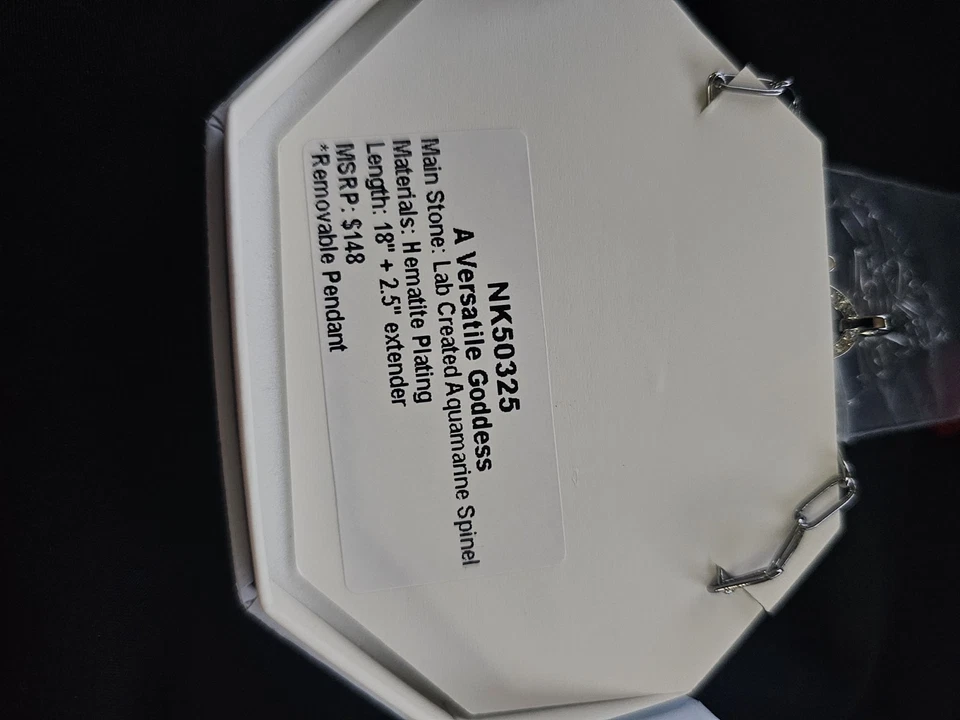 NK50325
A Versatile Goddess
Main Stone: Lab Created Aquamarine Spinel
Materials: Hematite Plating
Length: 18" + 2.5" extender
MSRP: $148
*Removable Pendant